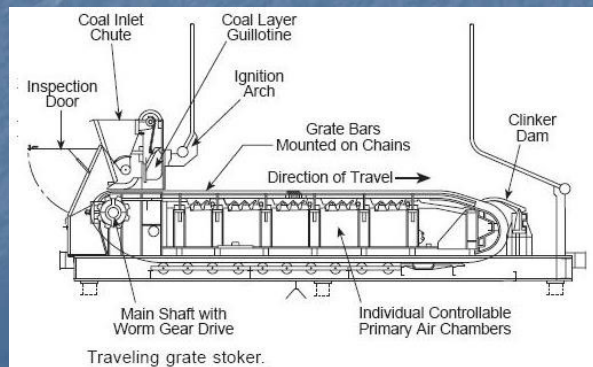 Coal Inlet
Chute
Coal Layer
Guillotine
Inspection
Door
Ignition
Arch
Grate Bars
Mounted on Chains
Clinker
Dam
Direction of Travel
Main Shaft with
Worm Gear Drive
Individual Controllable
Primary Air Chambers
Traveling grate stoker.